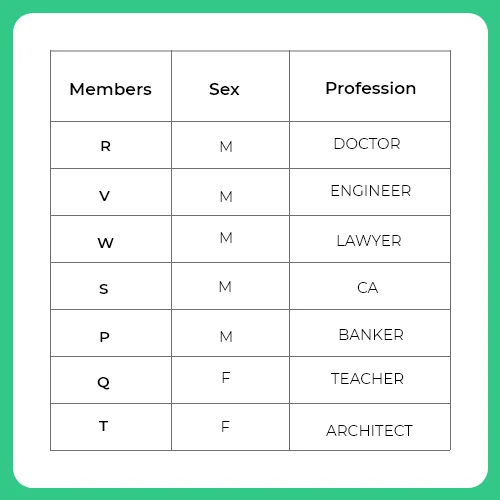 Members Sex Profession
R M DOCTOR
V M ENGINEER
W M LAWYER
S M CA
P M BANKER
Q F TEACHER
T F ARCHITECT